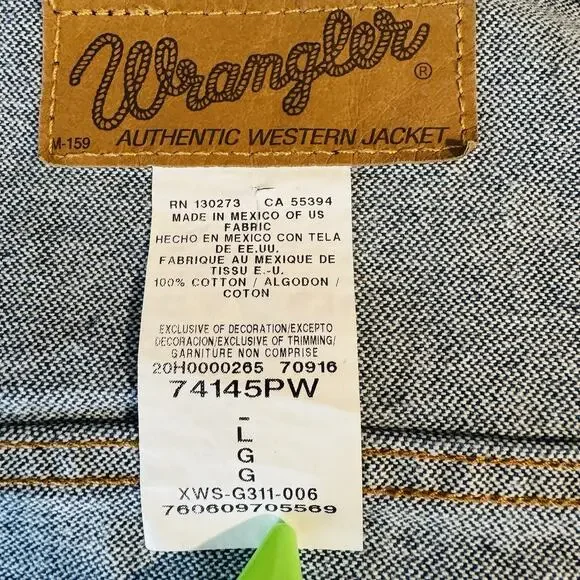 Wrangler®
M-159 AUTHENTIC WESTERN JACKET
RN 130273 CA 55394
MADE IN MEXICO OF US
FABRIC
HECHO EN MEXICO CON TELA
DE EE.UU.
FABRIQUE AU MEXIQUE DE
TISSU E.-U.
100% COTTON / ALGODON /
COTON
EXCLUSIVE OF DECORATION/EXCEPTO
DECORACION/EXCLUSIVE OF TRIMMING/
GARNITURE NON COMPRISE
20H0000265 70916
74145PW
-
L
G
G
XWS-G311-006
760609705569